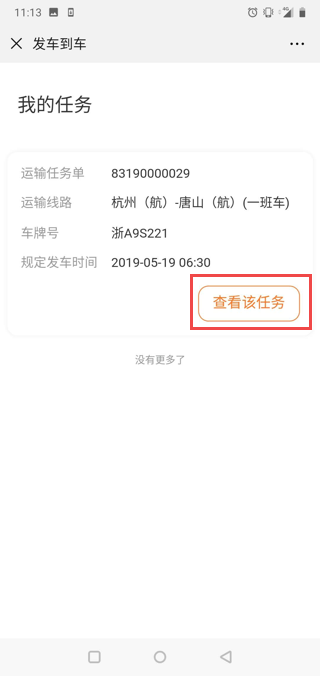 11:13
4G
发车到车
我的任务
运输任务单 83190000029
运输线路 杭州（航）-唐山（航）(一班车)
车牌号 浙A9S221
规定发车时间 2019-05-19 06:30
查看该任务
没有更多了